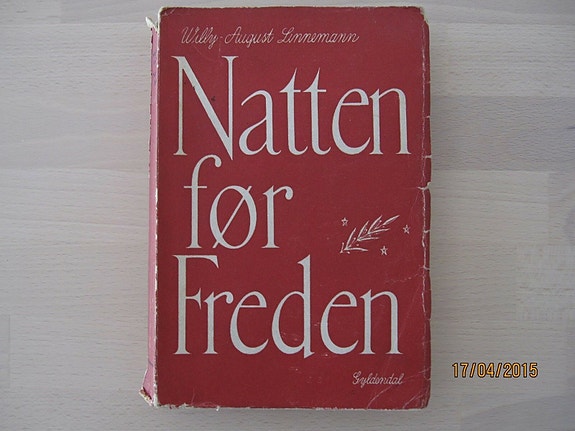 Willy-August Linnemann
Natten
før
Freden
Gyldendal
17/04/2015